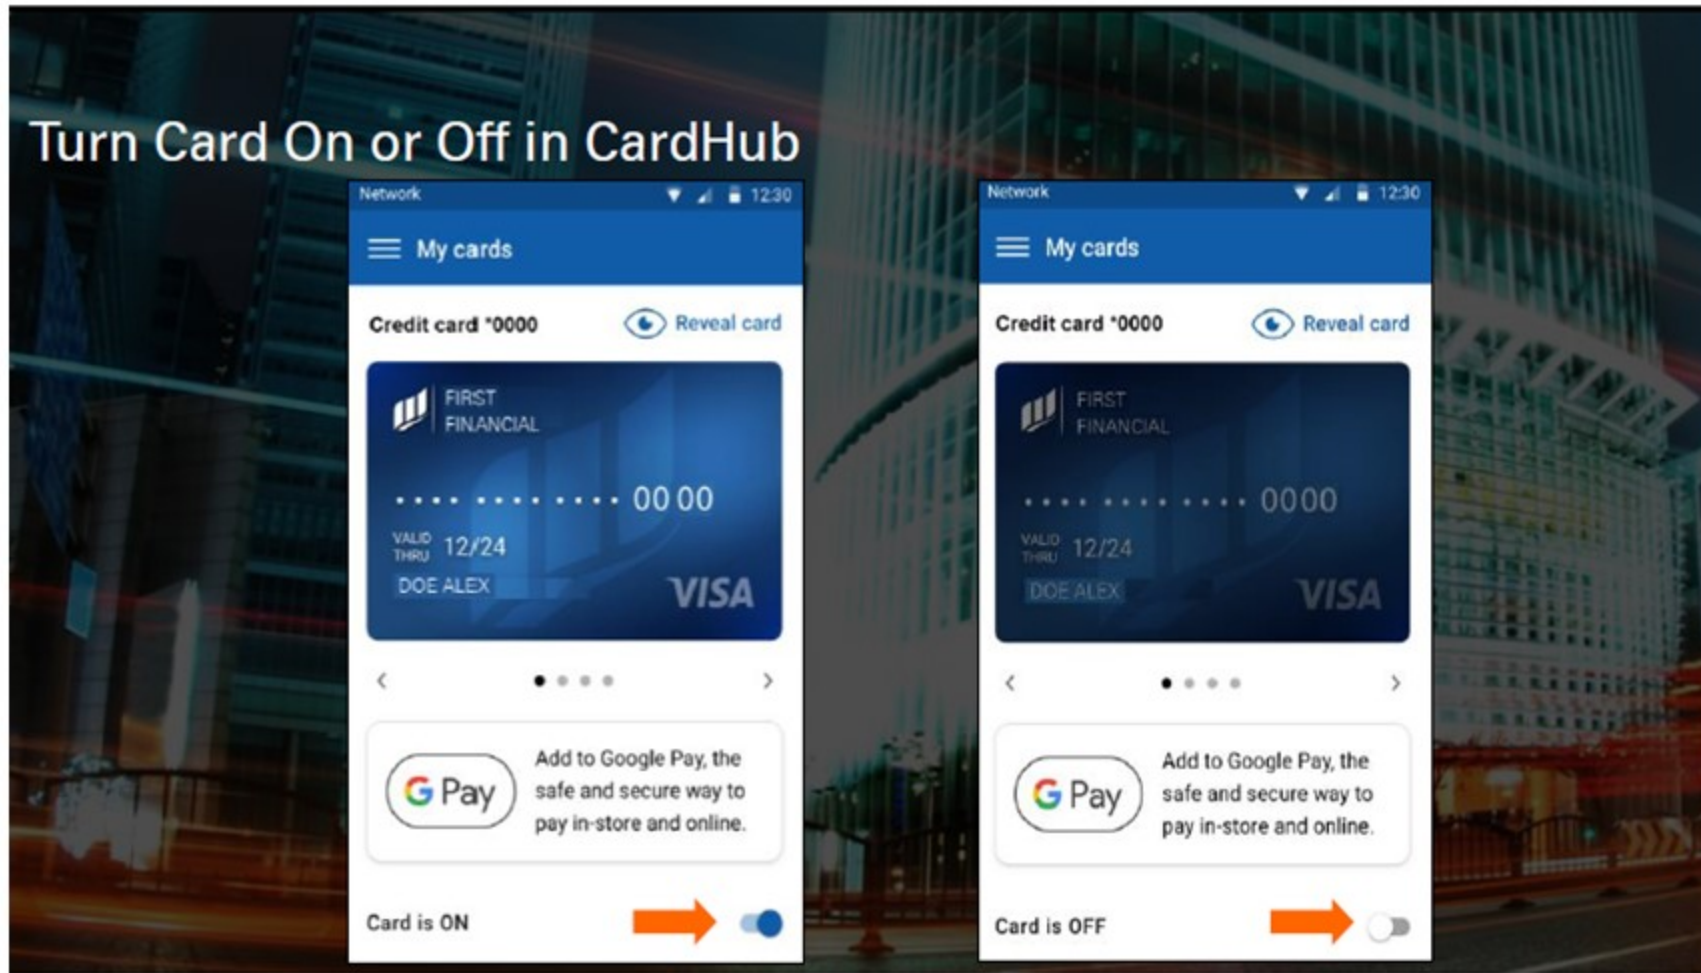 Turn Card On or Off in CardHub
Network 12:30
My cards
Credit card *0000 Reveal card
FIRST
FINANCIAL
•••• •••• •••• 0000
VALID
THRU 12/24
DOE ALEX
VISA
G Pay
Add to Google Pay, the
safe and secure way to
pay in-store and online.
Card is ON
Network 12:30
My cards
Credit card *0000 Reveal card
FIRST
FINANCIAL
•••• •••• •••• 0000
VALID
THRU 12/24
DOE ALEX
VISA
G Pay
Add to Google Pay, the
safe and secure way to
pay in-store and online.
Card is OFF